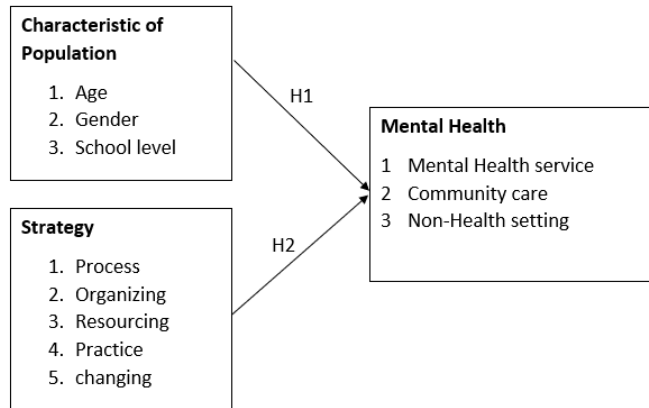 Characteristic of
Population
1. Age
2. Gender
3. School level
H1
Mental Health
1 Mental Health service
2 Community care
3 Non-Health setting
Strategy
1. Process
2. Organizing
3. Resourcing
4. Practice
5. changing
H2